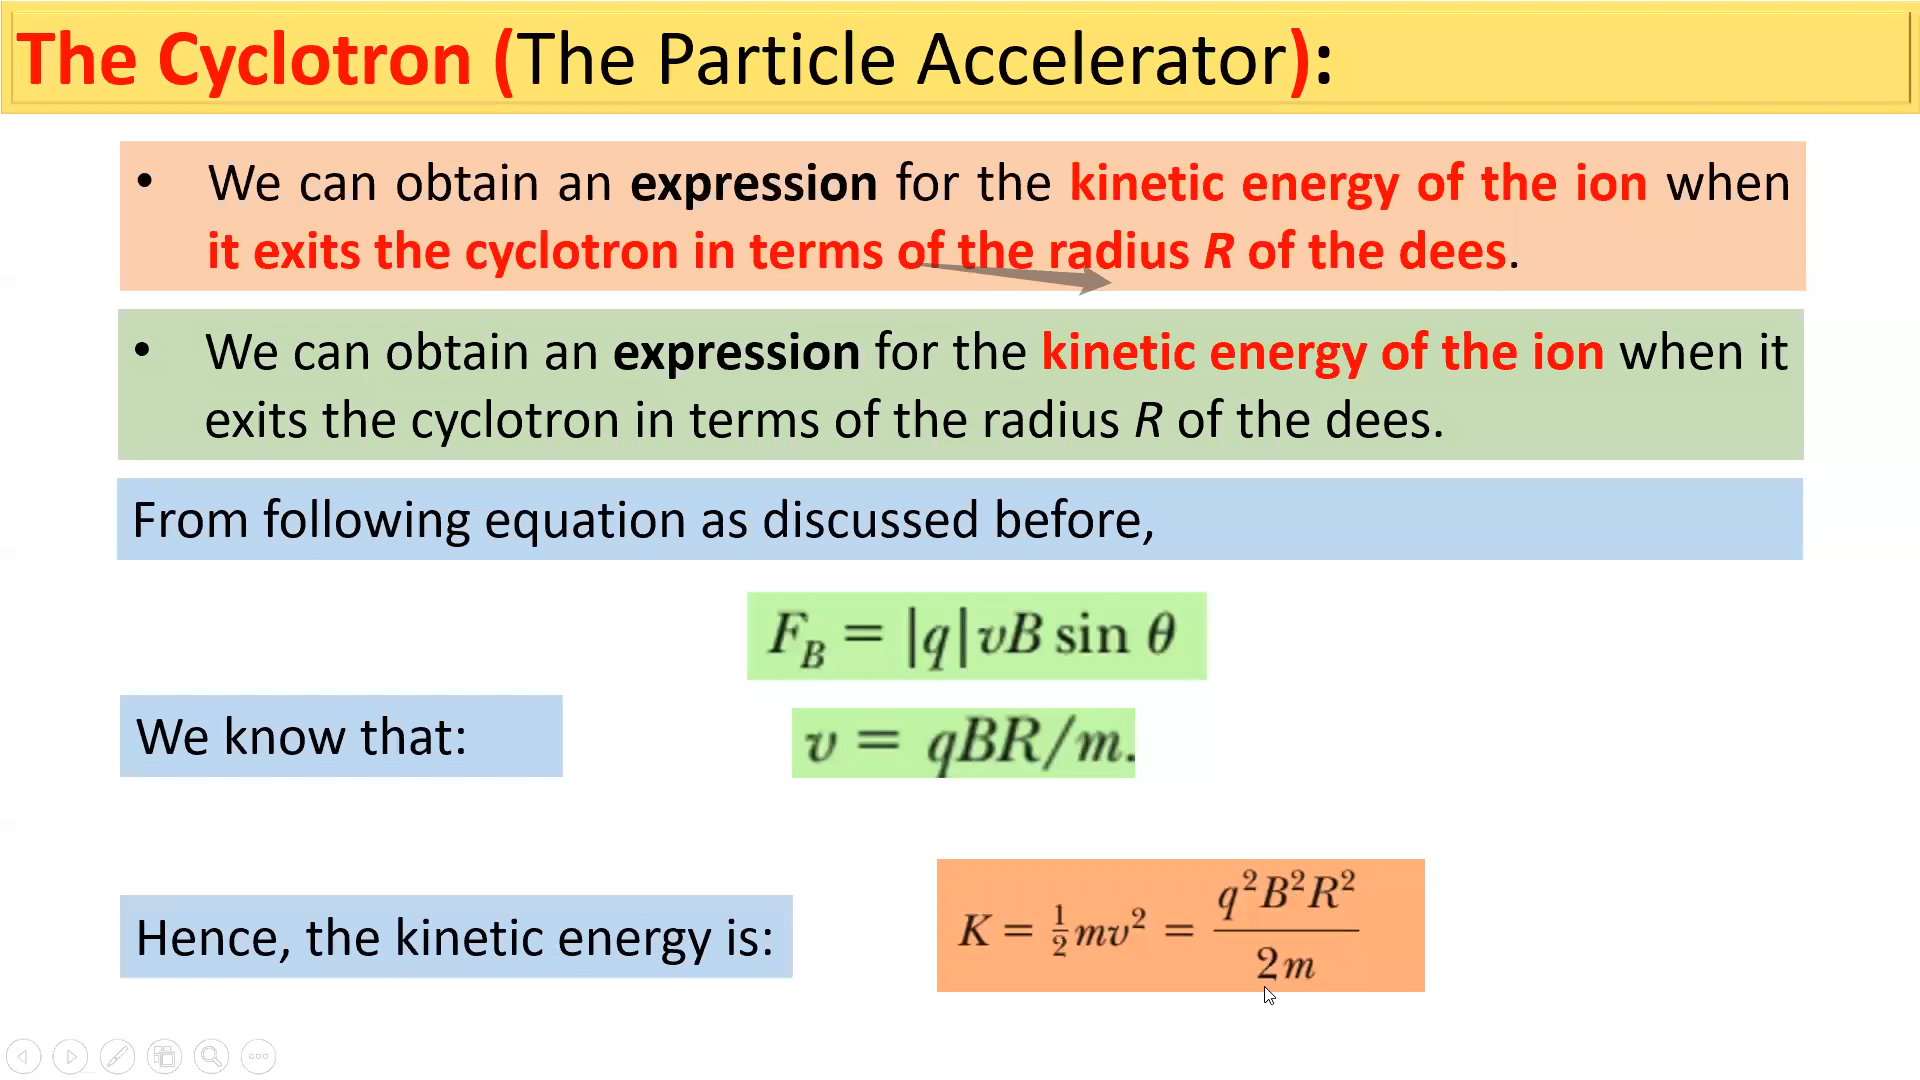 The Cyclotron (The Particle Accelerator):
• We can obtain an expression for the kinetic energy of the ion when
it exits the cyclotron in terms of the radius R of the dees.
• We can obtain an expression for the kinetic energy of the ion when it
exits the cyclotron in terms of the radius R of the dees.
From following equation as discussed before,
F_B = |q|vB sin θ
We know that:
v = qBR/m.
Hence, the kinetic energy is:
K = ½mv² = q²B²R² / 2m